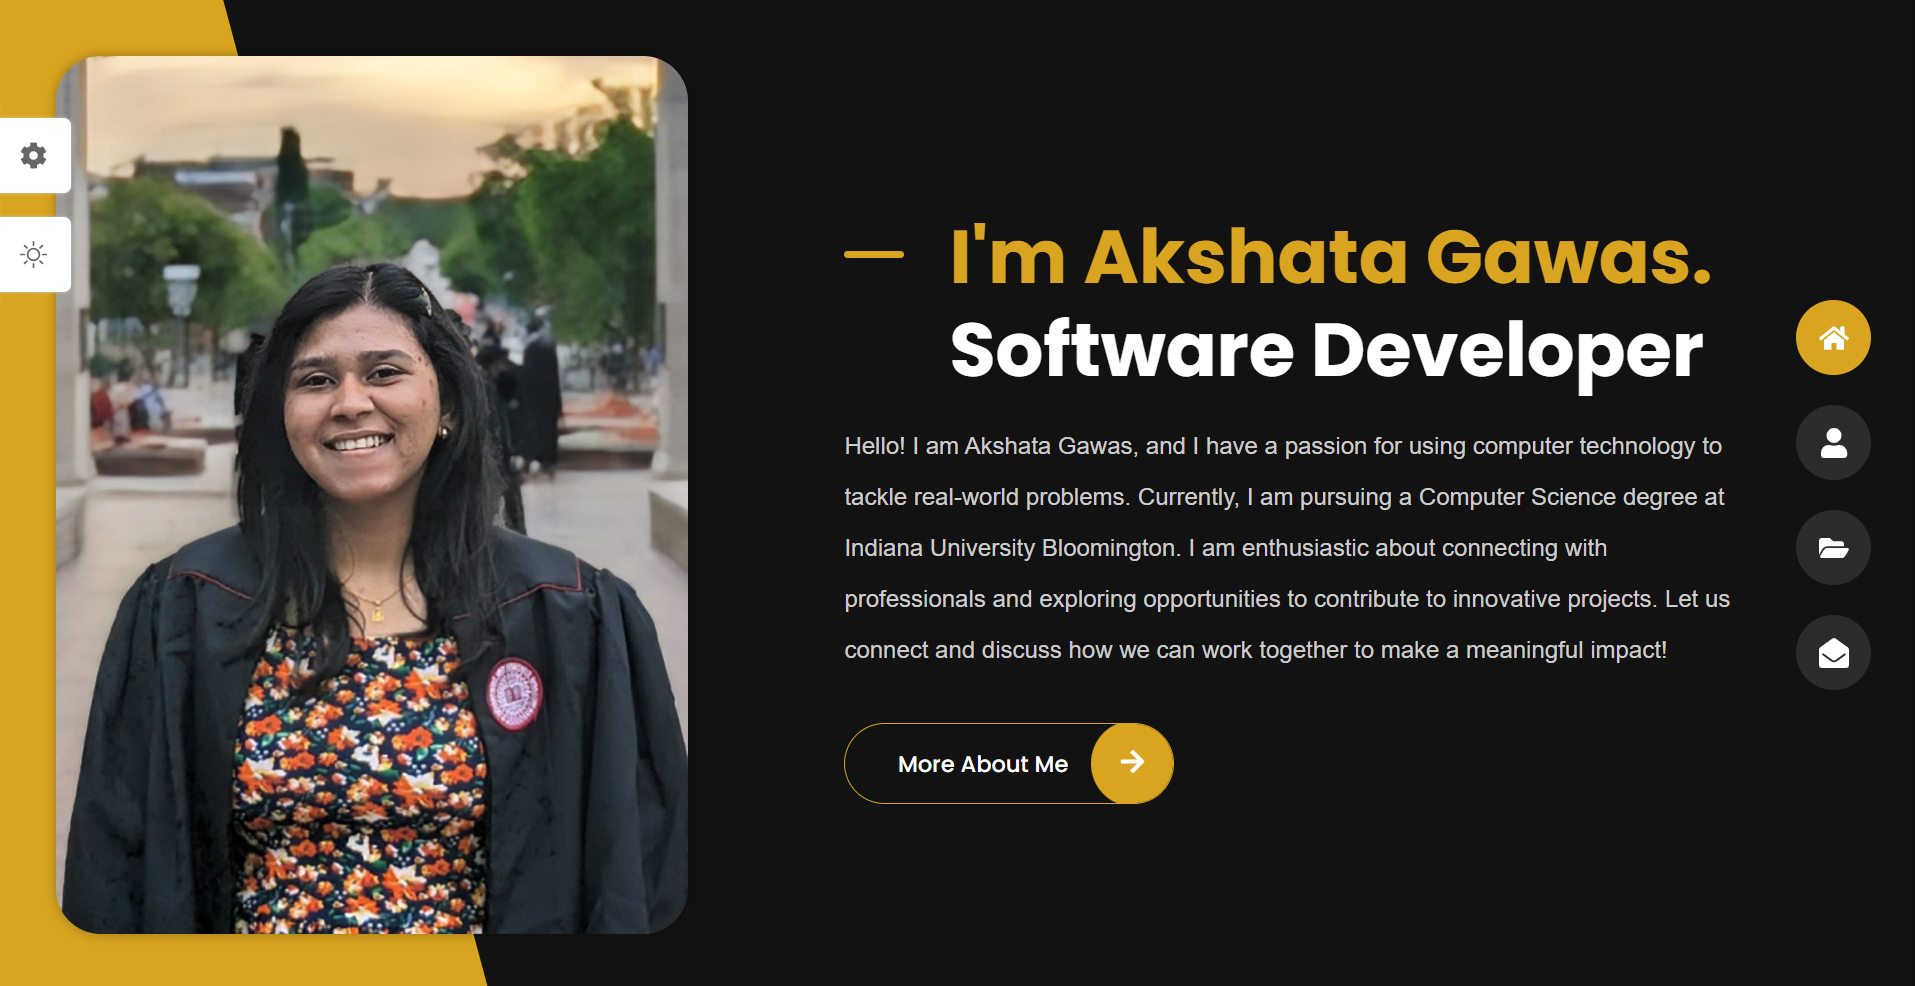 I'm Akshata Gawas.
Software Developer
Hello! I am Akshata Gawas, and I have a passion for using computer technology to
tackle real-world problems. Currently, I am pursuing a Computer Science degree at
Indiana University Bloomington. I am enthusiastic about connecting with
professionals and exploring opportunities to contribute to innovative projects. Let us
connect and discuss how we can work together to make a meaningful impact!
More About Me